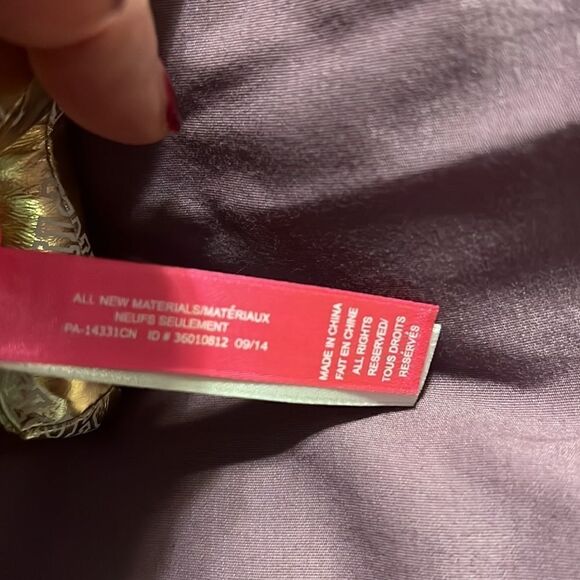 ALL NEW MATERIALS/MATÉRIAUX
NEUFS SEULEMENT
PA-14331CN ID # 36010812 09/14
MADE IN CHINA
FAIT EN CHINE
ALL RIGHTS
RESERVED/
TOUS DROITS
RESÉRVÉS